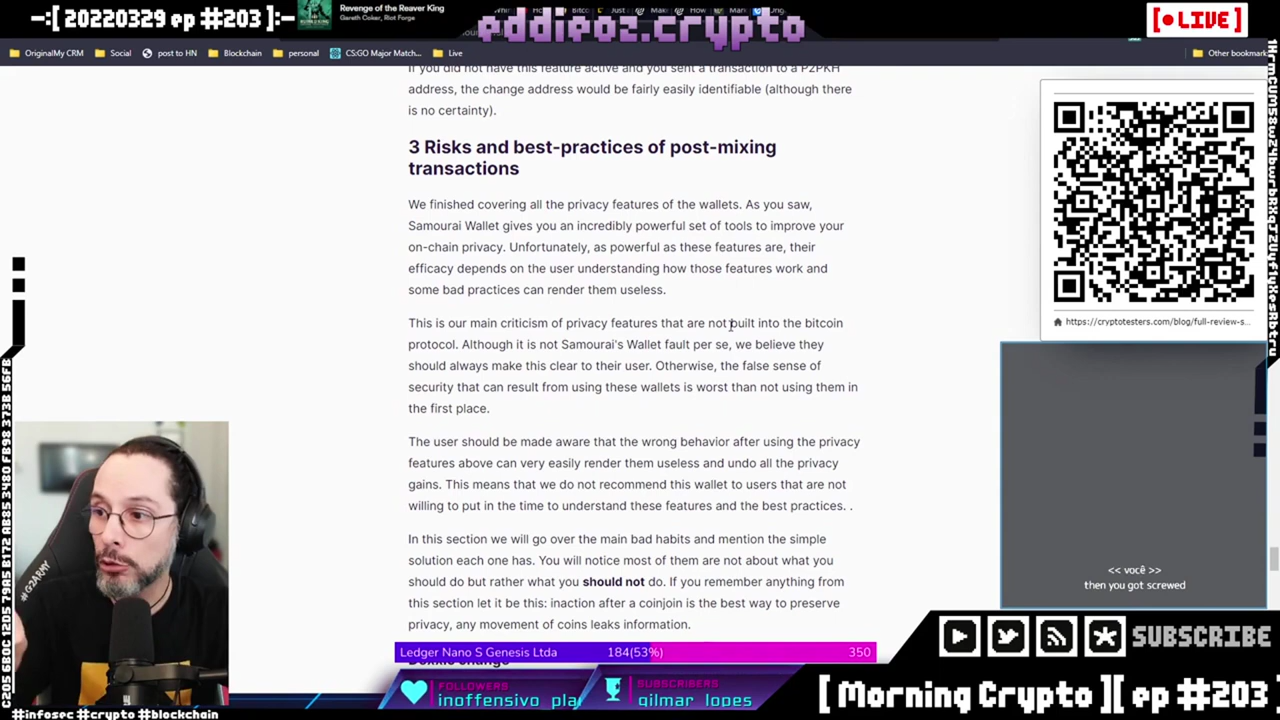 -:[ 20220329 ep #203 ]:-
Revenge of the Reaver King
Gareth Coker, Riot Forge
eddieoz.crypto
[●LIVE]
OriginalMy CRM
Social
post to HN
Blockchain
personal
CS:GO Major Match...
Live
Other bookmark
If you did not have this feature active and you sent a transaction to a P2PKH
address, the change address would be fairly easily identifiable (although there
is no certainty).
3 Risks and best-practices of post-mixing
transactions
We finished covering all the privacy features of the wallets. As you saw,
Samourai Wallet gives you an incredibly powerful set of tools to improve your
on-chain privacy. Unfortunately, as powerful as these features are, their
efficacy depends on the user understanding how those features work and
some bad practices can render them useless.
This is our main criticism of privacy features that are not built into the bitcoin
protocol. Although it is not Samourai's Wallet fault per se, we believe they
should always make this clear to their user. Otherwise, the false sense of
security that can result from using these wallets is worst than not using them in
the first place.
The user should be made aware that the wrong behavior after using the privacy
features above can very easily render them useless and undo all the privacy
gains. This means that we do not recommend this wallet to users that are not
willing to put in the time to understand these features and the best practices. .
In this section we will go over the main bad habits and mention the simple
solution each one has. You will notice most of them are not about what you
should do but rather what you should not do. If you remember anything from
this section let it be this: inaction after a coinjoin is the best way to preserve
privacy, any movement of coins leaks information.
https://cryptotesters.com/blog/full-review-s...
<< você >>
then you got screwed
#G2ARMY
Ledger Nano S Genesis Ltda
184(53%)
350
FOLLOWERS
inoffensivo_pla
SUBSCRIBERS
gilmar_lopes
SUBSCRIBE
[ Morning Crypto ][ ep #203 ]
#infosec #crypto #blockchain